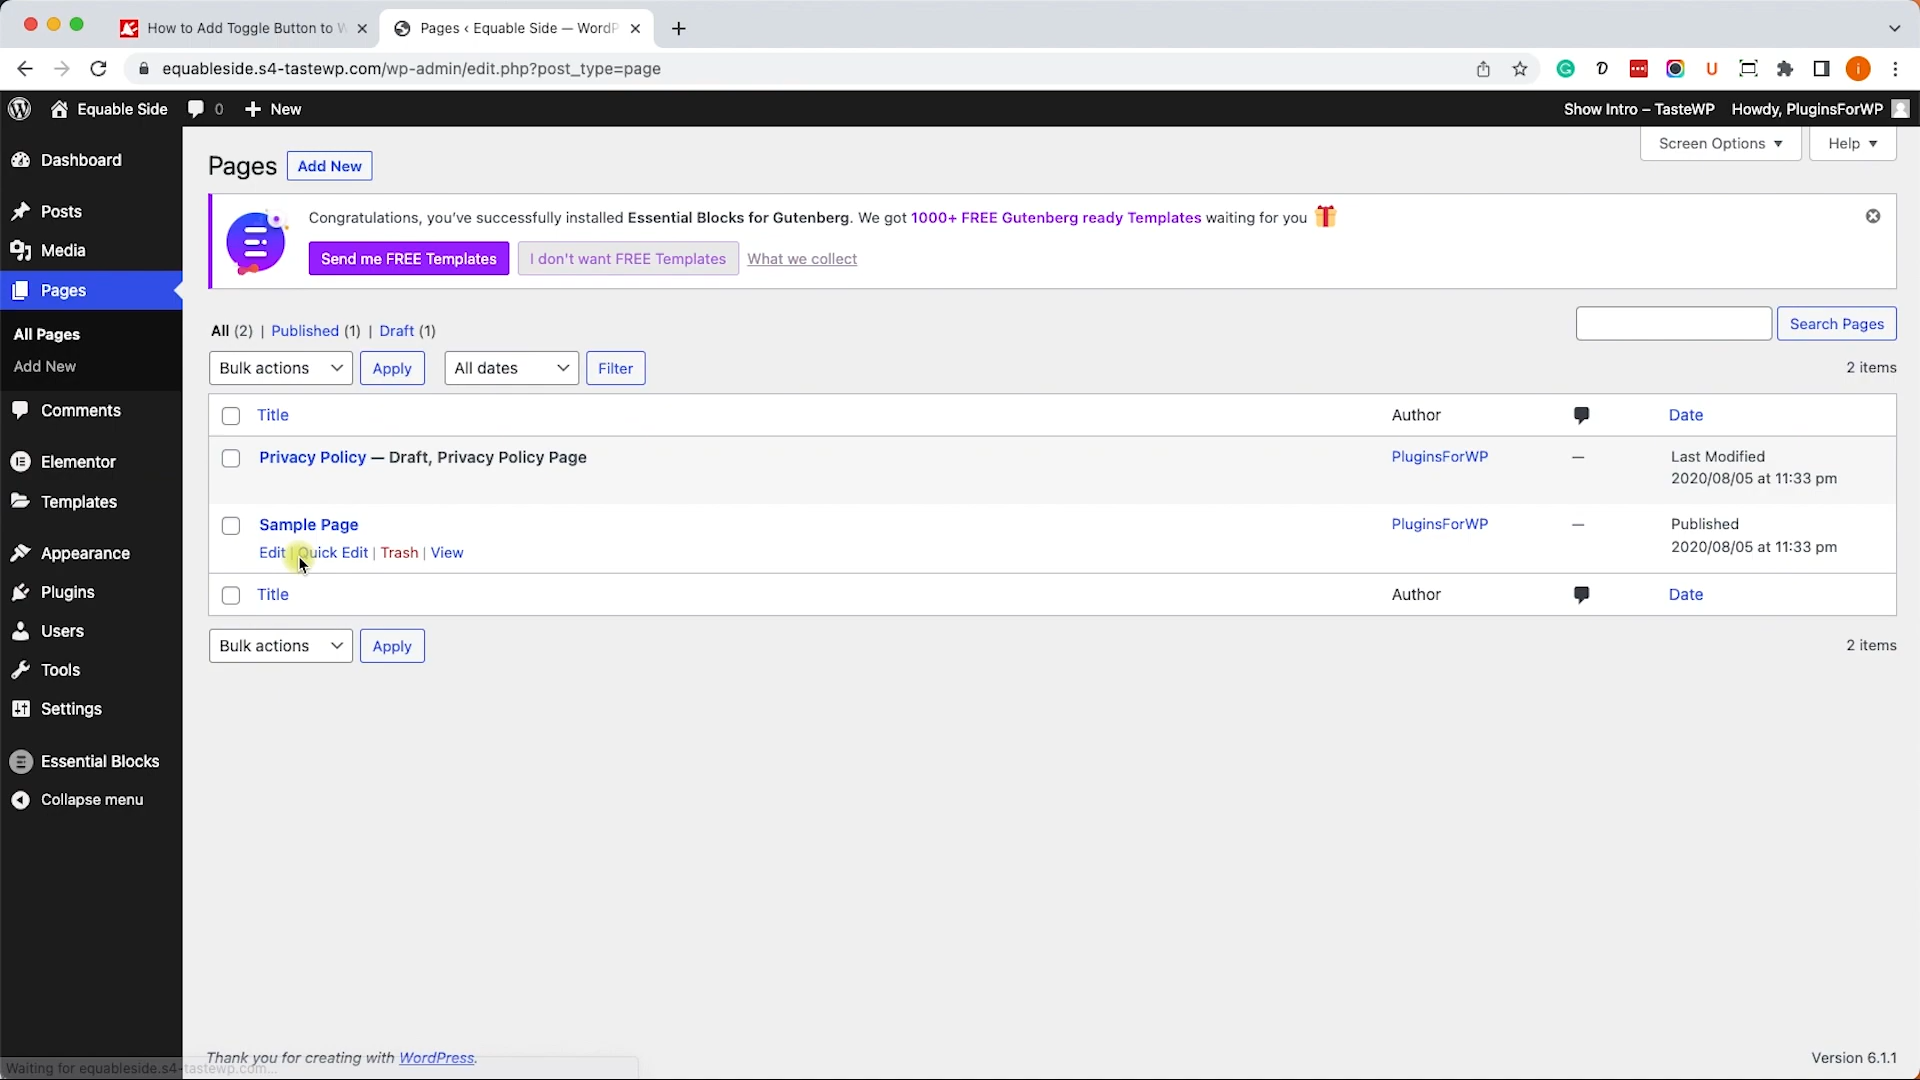 How to Add Toggle Button to W
Pages ‹ Equable Side — WordP
equableside.s4-tastewp.com/wp-admin/edit.php?post_type=page
Equable Side 0 New
Show Intro – TasteWP Howdy, PluginsForWP
Dashboard
Posts
Media
Pages
All Pages
Add New
Comments
Elementor
Templates
Appearance
Plugins
Users
Tools
Settings
Essential Blocks
Collapse menu
Screen Options Help
Pages Add New
Congratulations, you've successfully installed Essential Blocks for Gutenberg. We got 1000+ FREE Gutenberg ready Templates waiting for you
Send me FREE Templates I don't want FREE Templates What we collect
All (2) | Published (1) | Draft (1)
Search Pages
Bulk actions Apply All dates Filter
2 items
Title Author Date
Privacy Policy — Draft, Privacy Policy Page PluginsForWP — Last Modified
2020/08/05 at 11:33 pm
Sample Page PluginsForWP — Published
2020/08/05 at 11:33 pm
Edit | Quick Edit | Trash | View
Title Author Date
Bulk actions Apply
2 items
Thank you for creating with WordPress.
Version 6.1.1
Waiting for equableside.s4-tastewp.com...